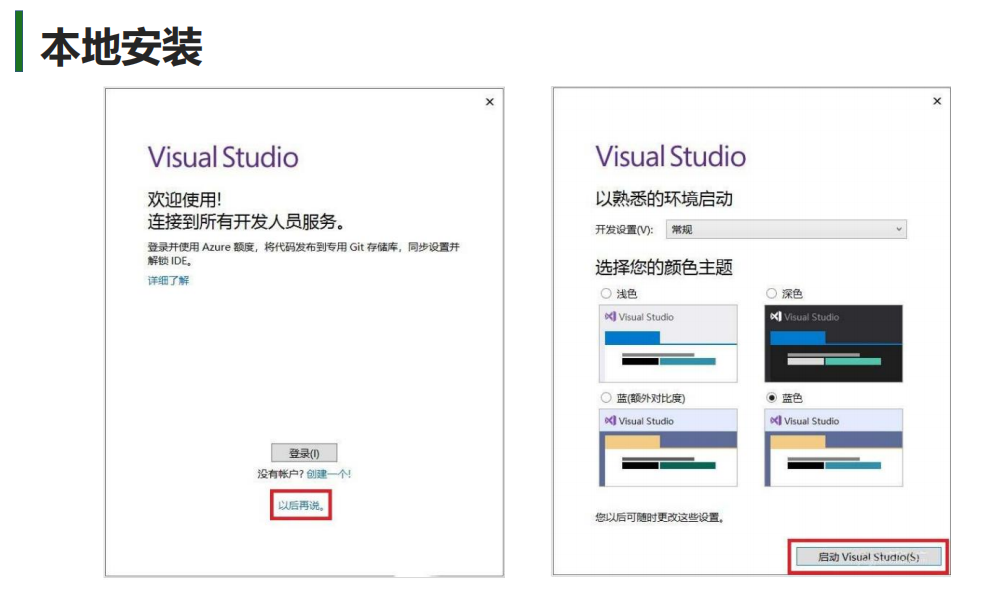 本地安装
Visual Studio
欢迎使用!
连接到所有开发人员服务。
登录并使用 Azure 额度，将代码发布到专用 Git 存储库，同步设置并
解锁 IDE。
详细了解
登录(I)
没有帐户? 创建一个!
以后再说。
Visual Studio
以熟悉的环境启动
开发设置(V): 常规
选择您的颜色主题
浅色
深色
Visual Studio
Visual Studio
蓝(额外对比度)
蓝色
Visual Studio
Visual Studio
您以后可随时更改这些设置。
启动 Visual Studio(S)